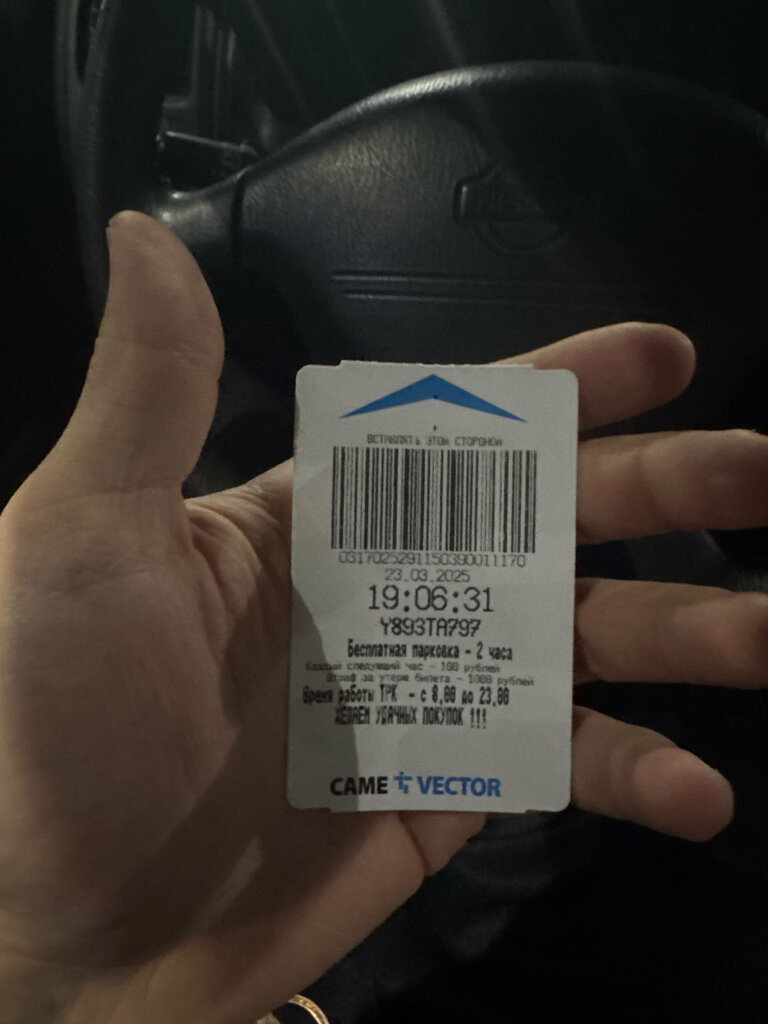 ВСТАВЛЯТЬ ЭТОЙ СТОРОНОЙ
0317025291150390011170
23.03.2025
19:06:31
Y893TA797
Бесплатная парковка - 2 часа
Каждый следующий час - 100 рублей
Штраф за утерю билета - 1000 рублей
Время работы ТРК - с 8,00 до 23,00
ЖЕЛАЕМ УДАЧНЫХ ПОКУПОК !!!
CAME VECTOR